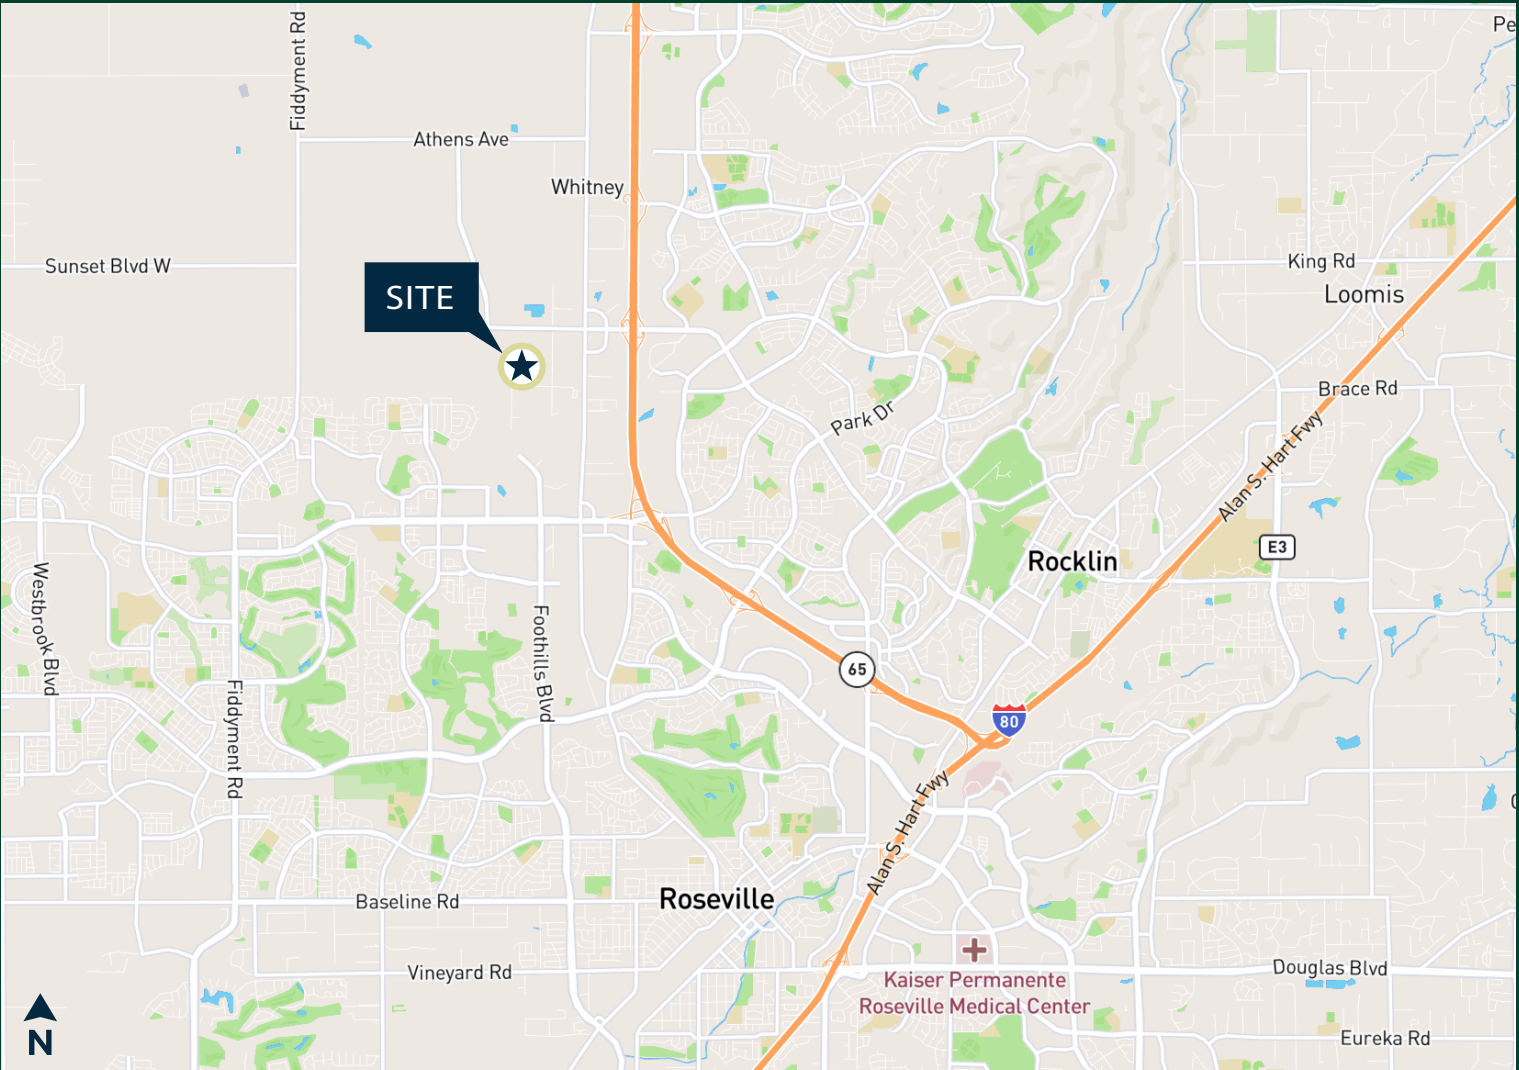 Fiddyment Rd
Pe
Athens Ave
Whitney
Sunset Blvd W
King Rd
SITE
Loomis
Brace Rd
Park Dr
Alan S. Hart Fwy
E3
Rocklin
Westbrook Blvd
Foothills Blvd
65
Fiddyment Rd
80
Alan S. Hart Fwy
Roseville
Baseline Rd
Vineyard Rd
Douglas Blvd
Kaiser Permanente
Roseville Medical Center
N
Eureka Rd